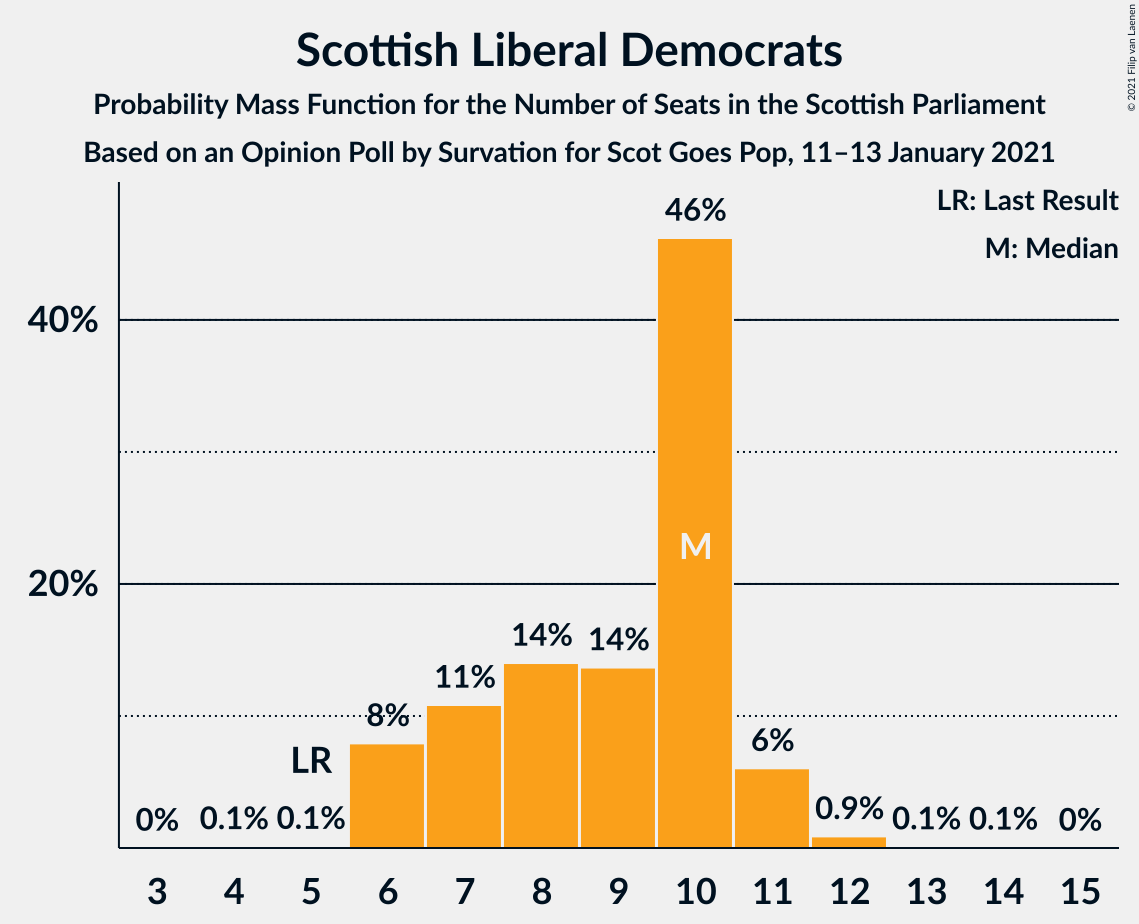 Scottish Liberal Democrats
Probability Mass Function for the Number of Seats in the Scottish Parliament
Based on an Opinion Poll by Survation for Scot Goes Pop, 11–13 January 2021
© 2021 Filip van Laenen
LR: Last Result
M: Median
46%
40%
M
20%
14%
14%
11%
8%
6%
LR
0%
0.1%
0.1%
0.9%
0.1%
0.1%
0%
3 4 5 6 7 8 9 10 11 12 13 14 15